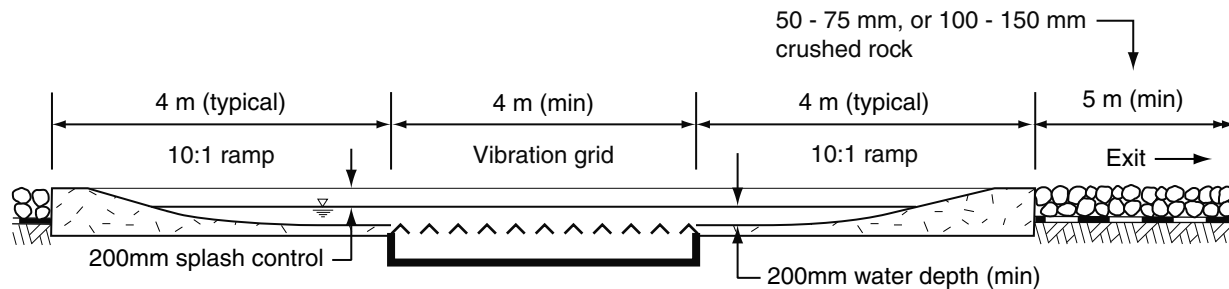 50 - 75 mm, or 100 - 150 mm
crushed rock
4 m (typical)
4 m (min)
4 m (typical)
5 m (min)
10:1 ramp
Vibration grid
10:1 ramp
Exit
200mm splash control
200mm water depth (min)